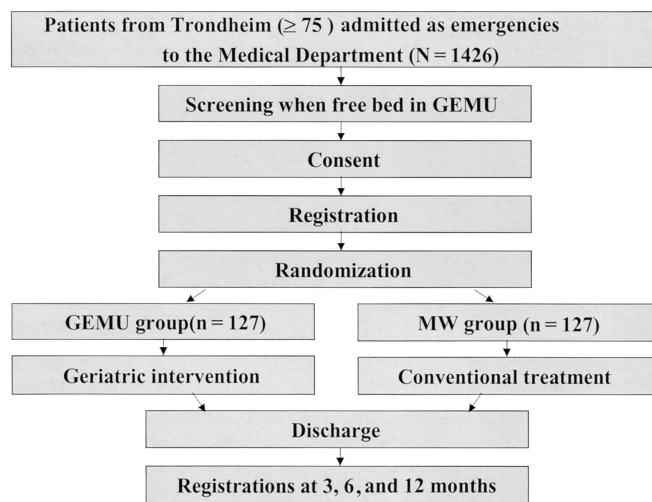 Patients from Trondheim (≥ 75 ) admitted as emergencies
to the Medical Department (N = 1426)
Screening when free bed in GEMU
Consent
Registration
Randomization
GEMU group(n = 127)
MW group (n = 127)
Geriatric intervention
Conventional treatment
Discharge
Registrations at 3, 6, and 12 months